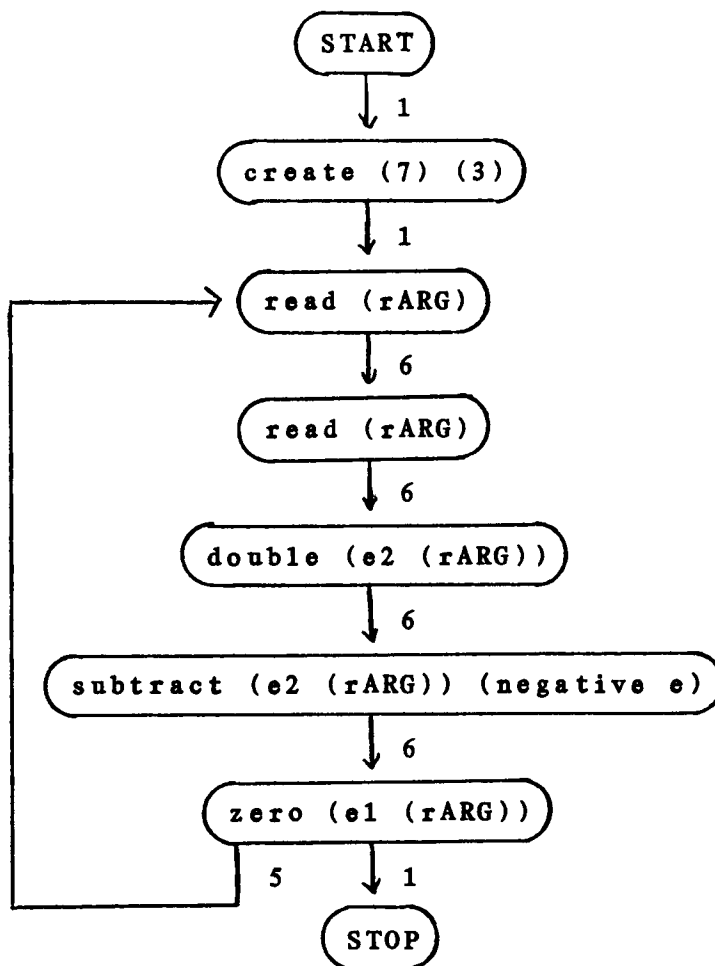 START
1
create (7) (3)
1
read (rARG)
6
read (rARG)
6
double (e2 (rARG))
6
subtract (e2 (rARG)) (negative e)
6
zero (e1 (rARG))
5 1
STOP